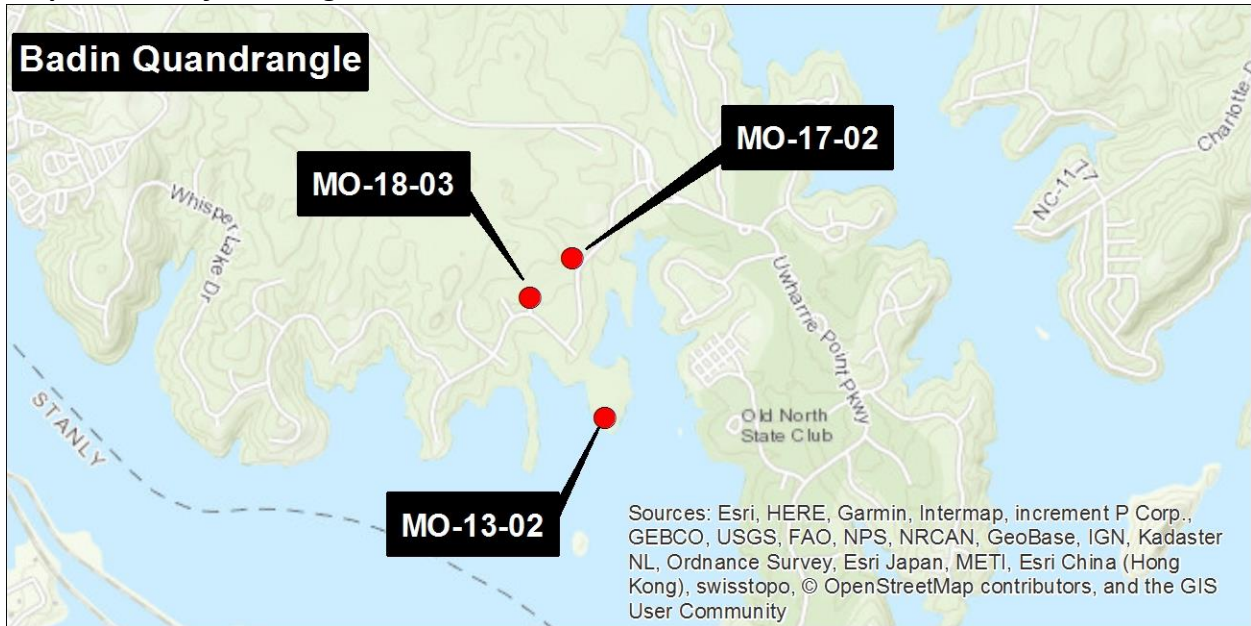 Badin Quandrangle
MO-17-02
MO-18-03
Charlotte
NC-11
77
Whisper Lake Dr
Uwharrie Point Pkwy
STANLY
Old North
State Club
MO-13-02
Sources: Esri, HERE, Garmin, Intermap, increment P Corp.,
GEBCO, USGS, FAO, NPS, NRCAN, GeoBase, IGN, Kadaster
NL, Ordnance Survey, Esri Japan, METI, Esri China (Hong
Kong), swisstopo, © OpenStreetMap contributors, and the GIS
User Community